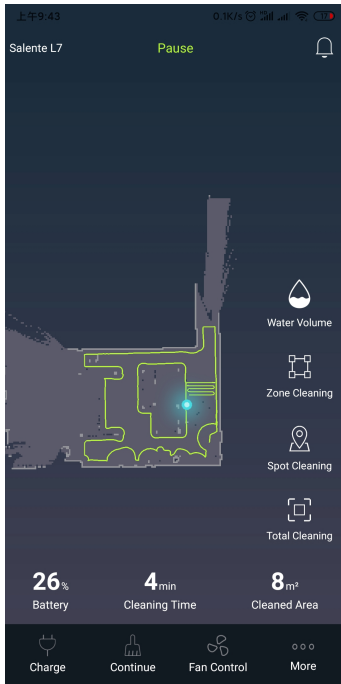 上午9:43
0.1K/s
Salente L7
Pause
Water Volume
Zone Cleaning
Spot Cleaning
Total Cleaning
26% 4min 8m²
Battery Cleaning Time Cleaned Area
Charge Continue Fan Control More